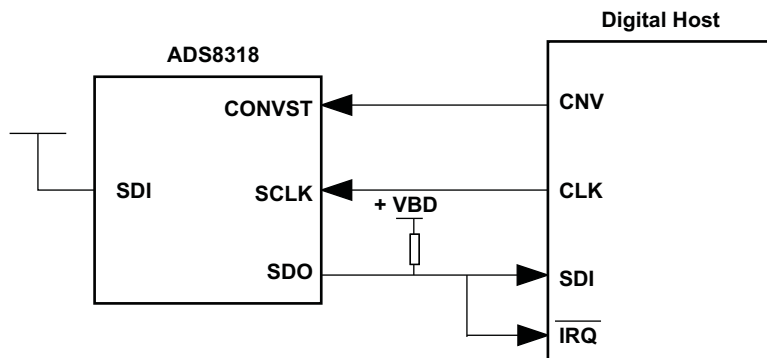 Digital Host
ADS8318
CONVST
CNV
SDI
SCLK
CLK
+ VBD
SDO
SDI
IRQ